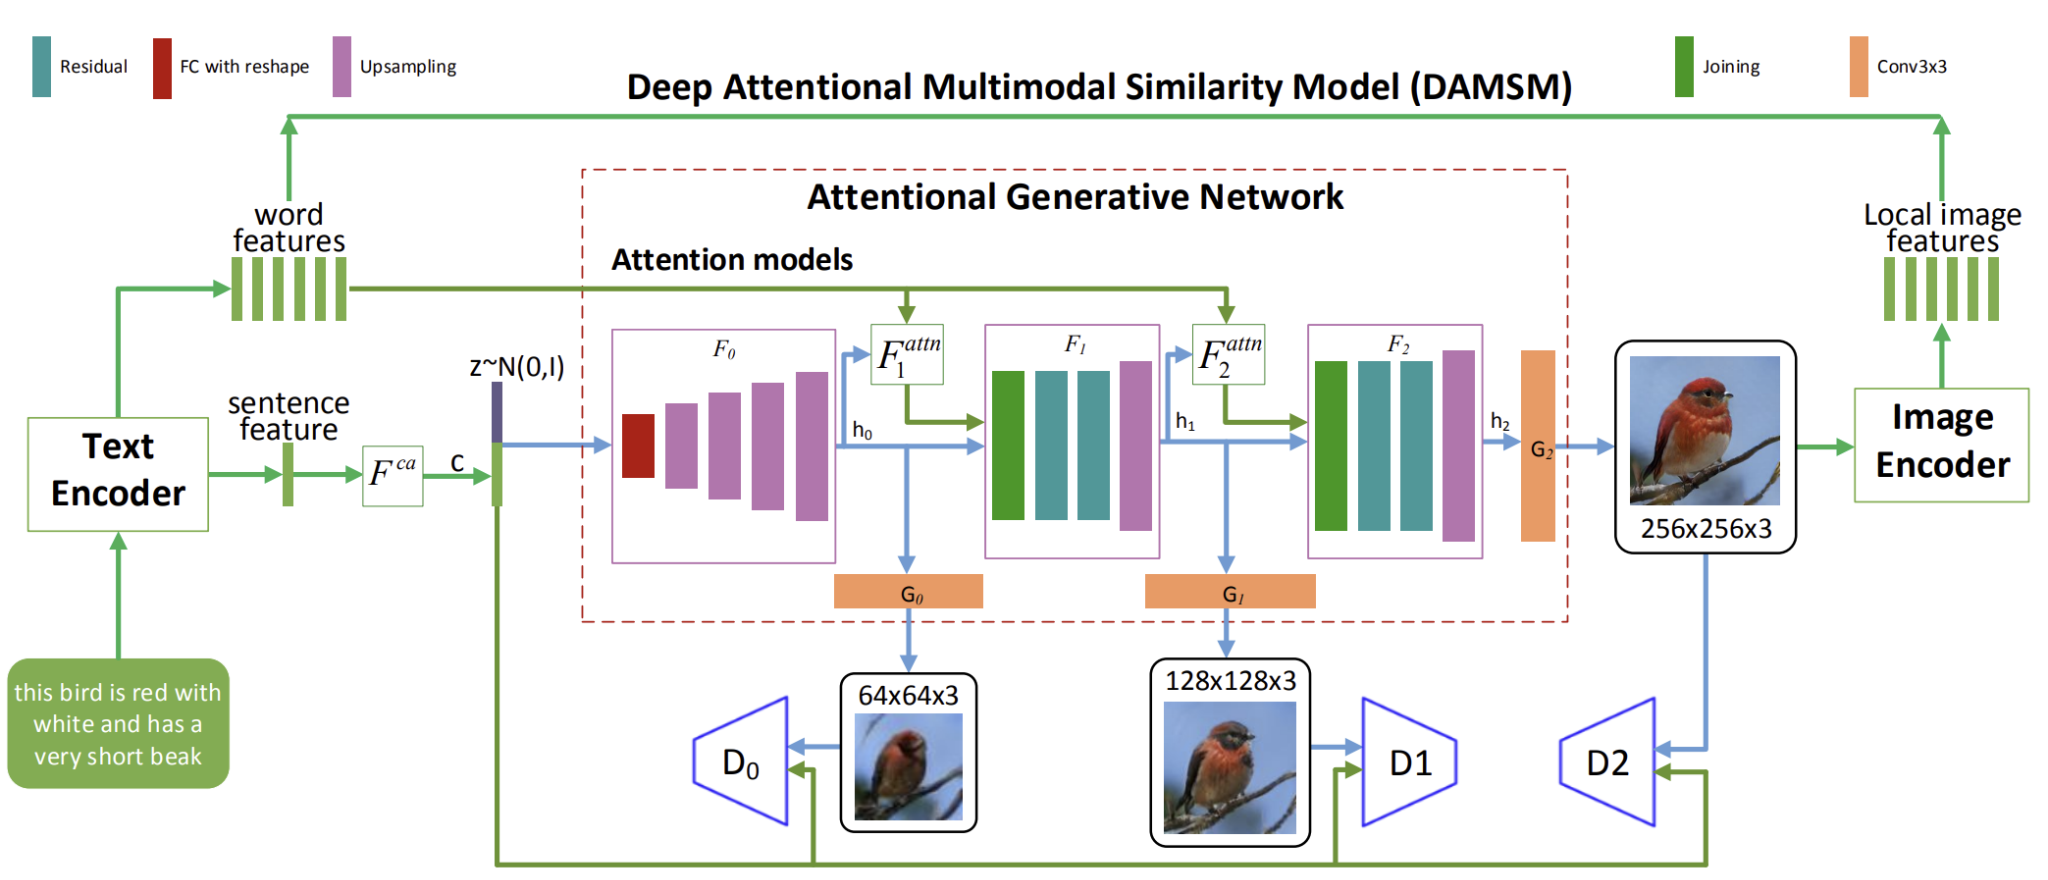 Residual
FC with reshape
Upsampling
Joining
Conv3x3
Deep Attentional Multimodal Similarity Model (DAMSM)
Attentional Generative Network
word
features
Local image
features
Attention models
z~N(0,I)
F₀
F₁ᵃᵗᵗⁿ
F₁
F₂ᵃᵗᵗⁿ
F₂
sentence
feature
Text
Encoder
Fᶜᵃ
c
h₀
h₁
h₂
G₂
256x256x3
Image
Encoder
G₀
G₁
this bird is red with
white and has a
very short beak
64x64x3
128x128x3
D₀
D1
D2